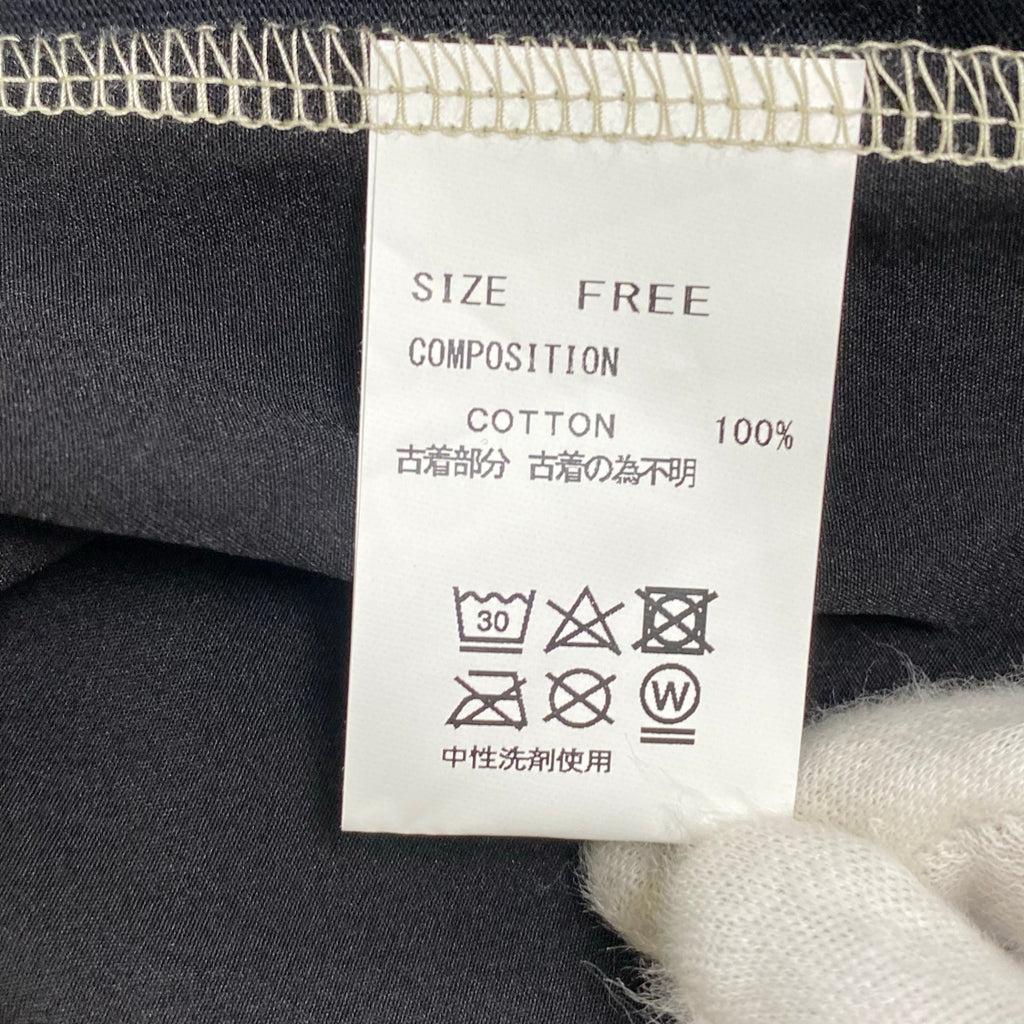 SIZE FREE
COMPOSITION
COTTON 100%
古着部分 古着の為不明
30
W
中性洗剤使用